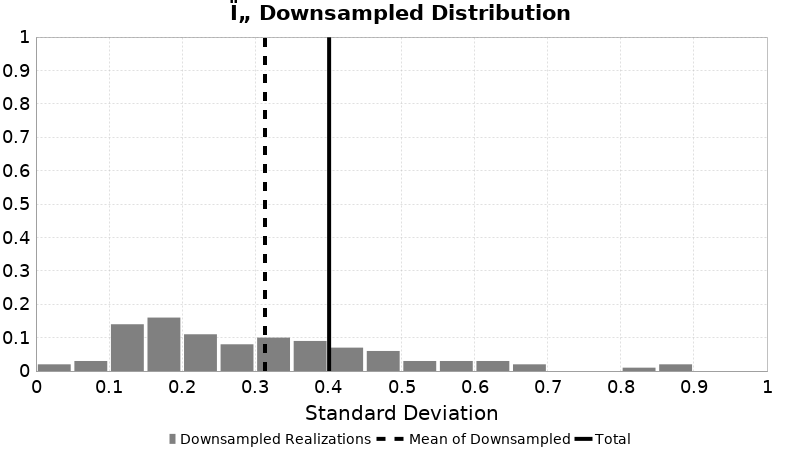 Ï„ Downsampled Distribution
1
0.9
0.8
0.7
0.6
0.5
0.4
0.3
0.2
0.1
0
0 0.1 0.2 0.3 0.4 0.5 0.6 0.7 0.8 0.9 1
Standard Deviation
Downsampled Realizations Mean of Downsampled Total